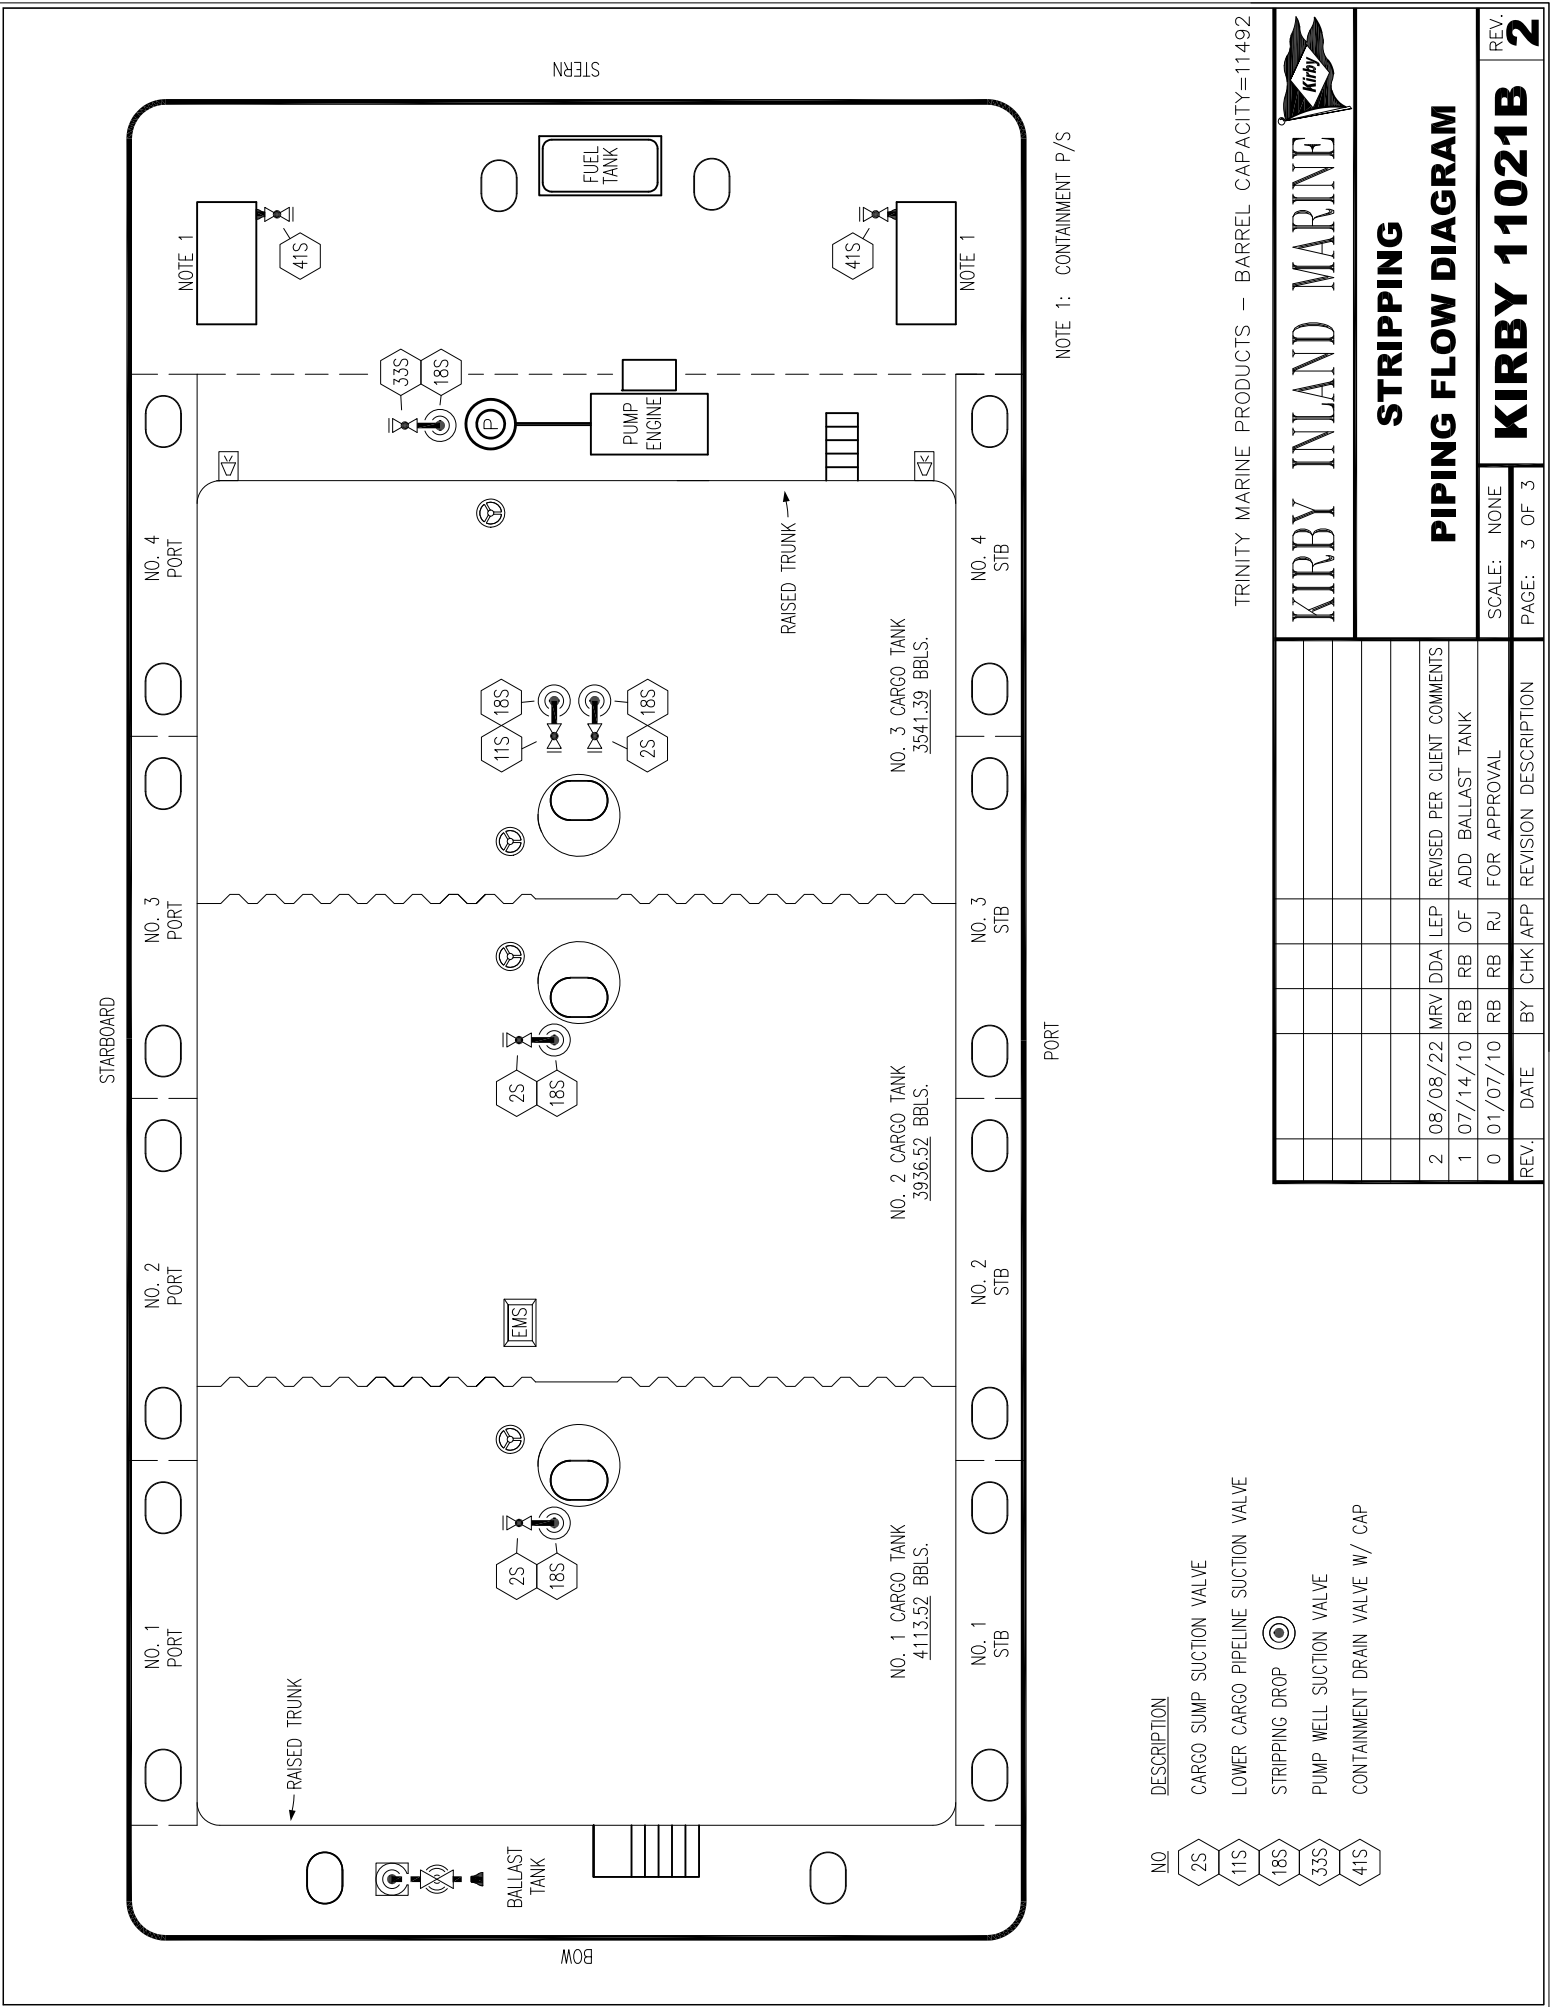 STARBOARD
NO. 1
PORT
NO. 2
PORT
NO. 3
PORT
NO. 4
PORT
RAISED TRUNK
NOTE 1
41S
33S
18S
P
PUMP
ENGINE
FUEL
TANK
BOW
STERN
BALLAST
TANK
2S
18S
EMS
2S
18S
11S
18S
2S
18S
RAISED TRUNK
41S
NOTE 1
NO. 1 CARGO TANK
4113.52 BBLS.
NO. 2 CARGO TANK
3936.52 BBLS.
NO. 3 CARGO TANK
3541.39 BBLS.
NO. 1
STB
NO. 2
STB
NO. 3
STB
NO. 4
STB
PORT
NOTE 1: CONTAINMENT P/S
NO DESCRIPTION
2S CARGO SUMP SUCTION VALVE
11S LOWER CARGO PIPELINE SUCTION VALVE
18S STRIPPING DROP
33S PUMP WELL SUCTION VALVE
41S CONTAINMENT DRAIN VALVE W/ CAP
TRINITY MARINE PRODUCTS - BARREL CAPACITY=11492
2 08/08/22 MRV DDA LEP REVISED PER CLIENT COMMENTS
1 07/14/10 RB RB OF ADD BALLAST TANK
0 01/07/10 RB RB RJ FOR APPROVAL
REV. DATE BY CHK APP REVISION DESCRIPTION
KIRBY INLAND MARINE
Kirby
STRIPPING
PIPING FLOW DIAGRAM
SCALE: NONE
PAGE: 3 OF 3
KIRBY 11021B
REV.
2